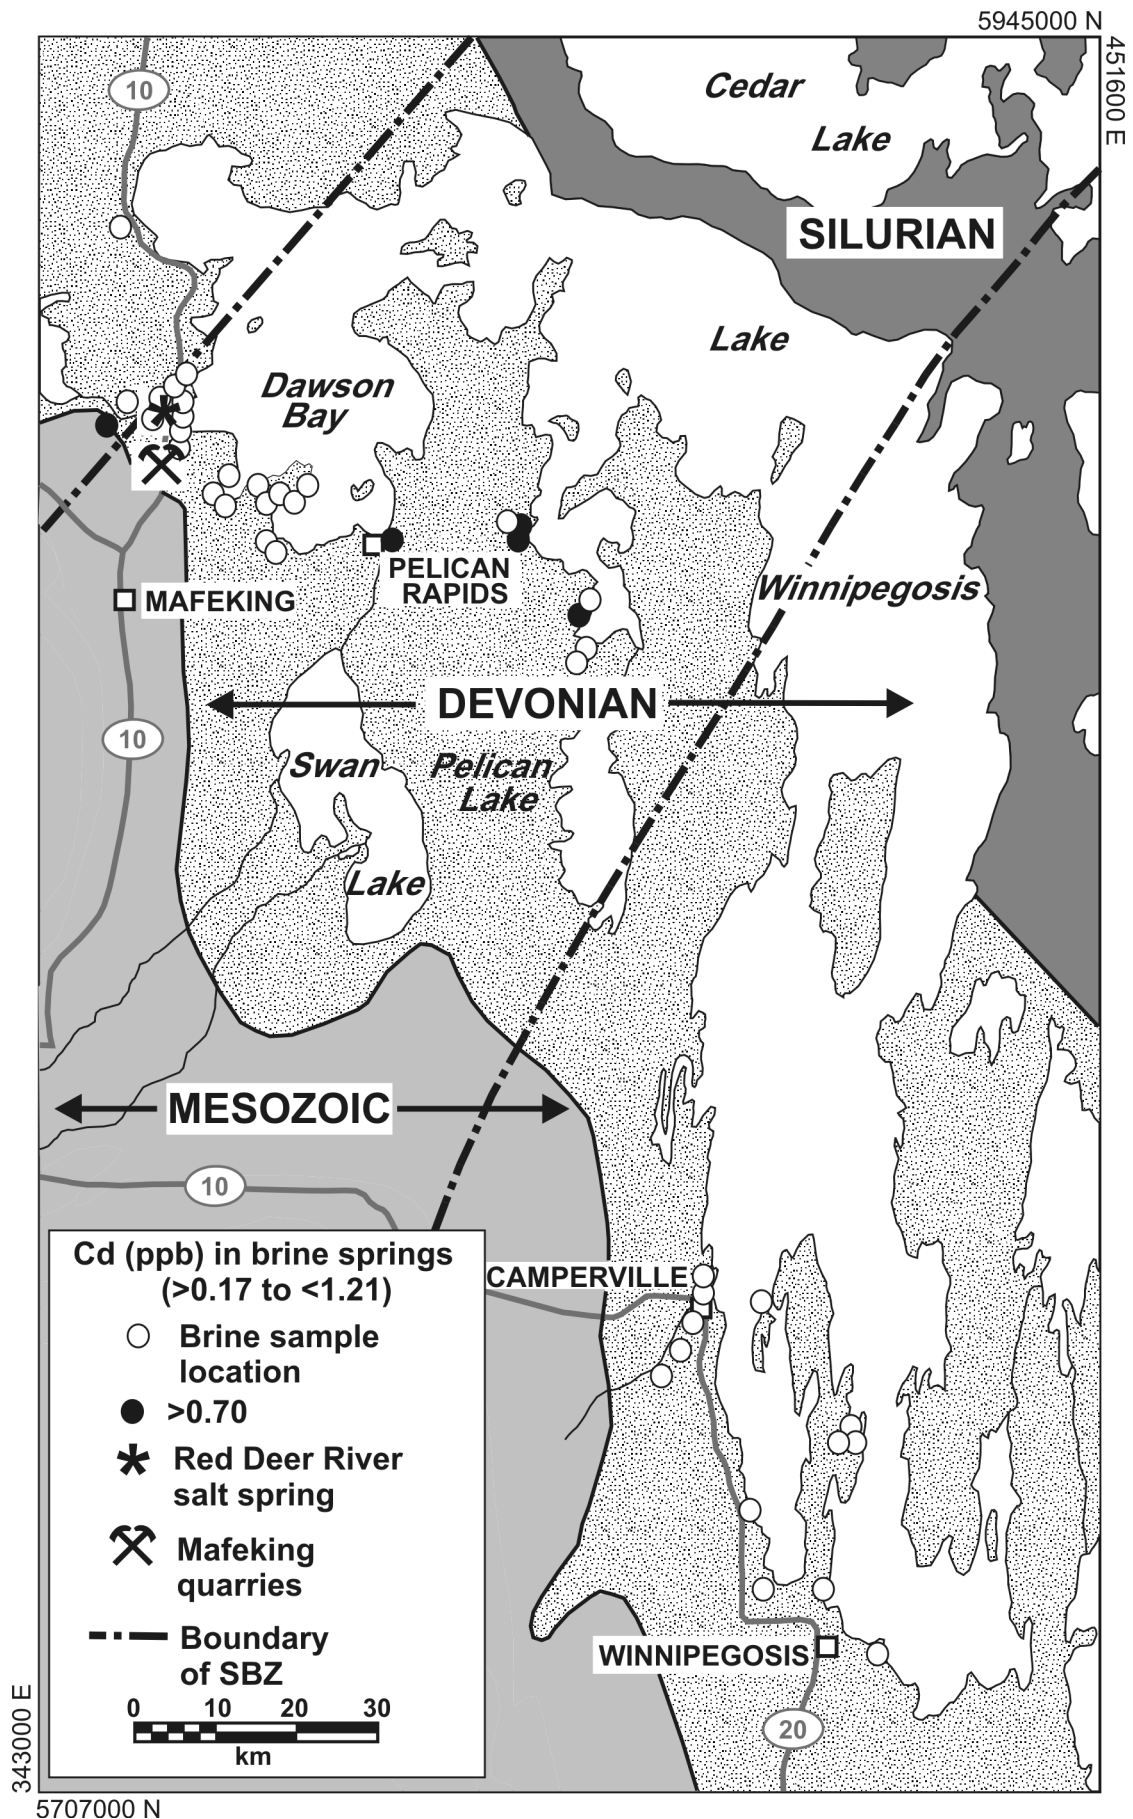 5945000 N
451600 E
10
Cedar
Lake
SILURIAN
Lake
Dawson
Bay
PELICAN
RAPIDS
Winnipegosis
MAFEKING
DEVONIAN
10
Swan
Pelican
Lake
Lake
MESOZOIC
10
Cd (ppb) in brine springs
(>0.17 to <1.21)
CAMPERVILLE
Brine sample
location
>0.70
Red Deer River
salt spring
Mafeking
quarries
Boundary
of SBZ
WINNIPEGOSIS
0 10 20 30
km
20
343000 E
5707000 N